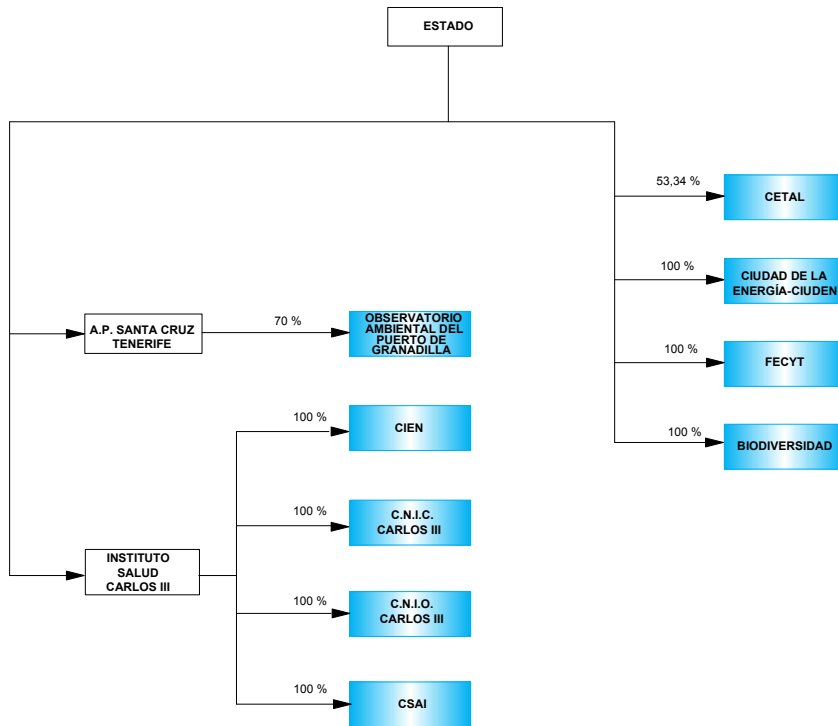 ESTADO
53,34 %
CETAL
100 %
CIUDAD DE LA
ENERGÍA-CIUDEN
A.P. SANTA CRUZ
TENERIFE
70 %
OBSERVATORIO
AMBIENTAL DEL
PUERTO DE
GRANADILLA
100 %
FECYT
100 %
BIODIVERSIDAD
INSTITUTO
SALUD
CARLOS III
100 %
CIEN
100 %
C.N.I.C.
CARLOS III
100 %
C.N.I.O.
CARLOS III
100 %
CSAI